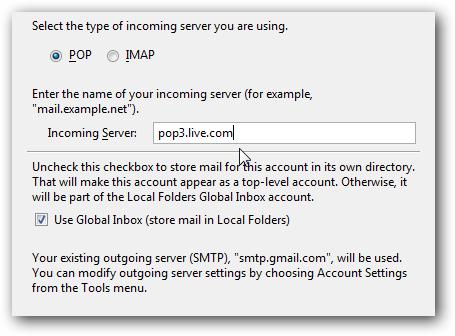 Select the type of incoming server you are using.
POP IMAP
Enter the name of your incoming server (for example,
"mail.example.net").
Incoming Server: pop3.live.com
Uncheck this checkbox to store mail for this account in its own directory.
That will make this account appear as a top-level account. Otherwise, it
will be part of the Local Folders Global Inbox account.
Use Global Inbox (store mail in Local Folders)
Your existing outgoing server (SMTP), "smtp.gmail.com", will be used.
You can modify outgoing server settings by choosing Account Settings
from the Tools menu.